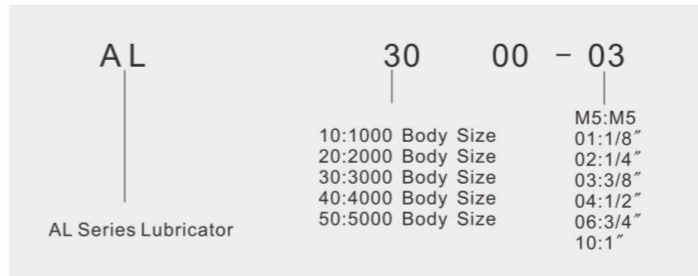 AL 30 00 - 03
AL Series Lubricator
10:1000 Body Size
20:2000 Body Size
30:3000 Body Size
40:4000 Body Size
50:5000 Body Size
M5:M5
01:1/8″
02:1/4″
03:3/8″
04:1/2″
06:3/4″
10:1″